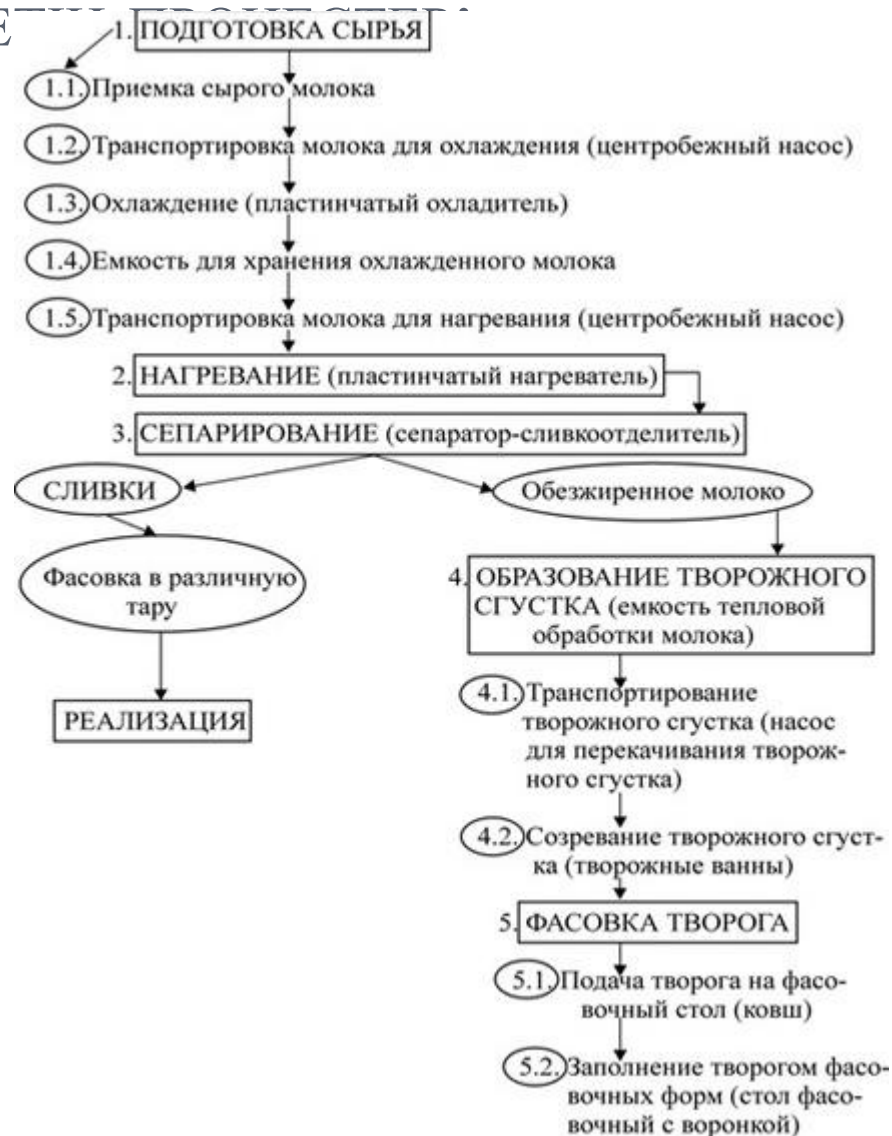 1. ПОДГОТОВКА СЫРЬЯ
1.1. Приемка сырого молока
1.2. Транспортировка молока для охлаждения (центробежный насос)
1.3. Охлаждение (пластинчатый охладитель)
1.4. Емкость для хранения охлажденного молока
1.5. Транспортировка молока для нагревания (центробежный насос)
2. НАГРЕВАНИЕ (пластинчатый нагреватель)
3. СЕПАРИРОВАНИЕ (сепаратор-сливкоотделитель)
СЛИВКИ
Фасовка в различную
тару
РЕАЛИЗАЦИЯ
Обезжиренное молоко
4. ОБРАЗОВАНИЕ ТВОРОЖНОГО
СГУСТКА (емкость тепловой
обработки молока)
4.1. Транспортирование
творожного сгустка (насос
для перекачивания творож-
ного сгустка)
4.2. Созревание творожного сгуст-
ка (творожные ванны)
5. ФАСОВКА ТВОРОГА
5.1. Подача творога на фасо-
вочный стол (ковш)
5.2. Заполнение творогом фасо-
вочных форм (стол фасо-
вочный с воронкой)